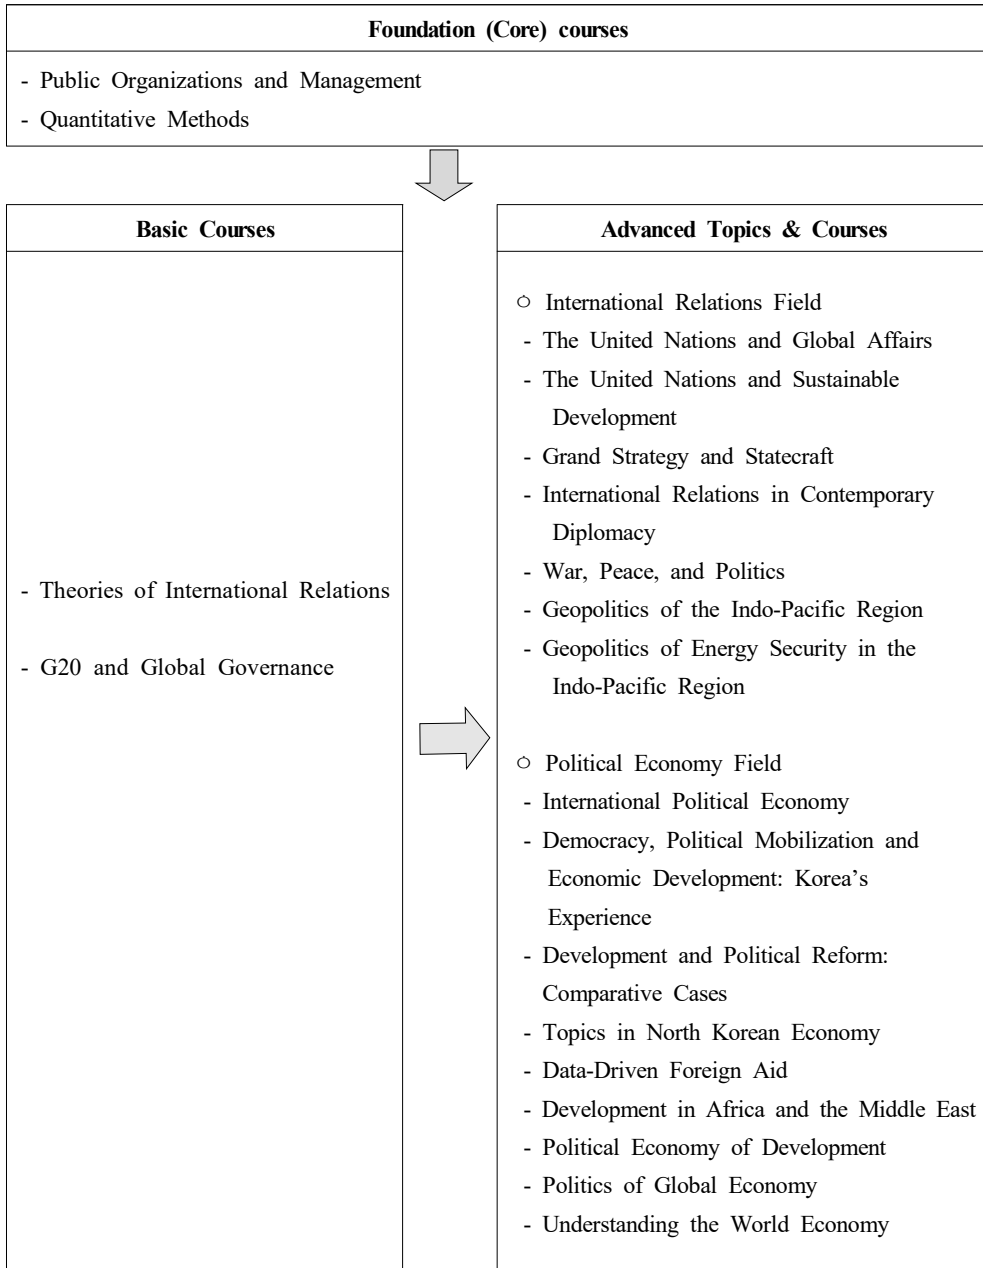 Foundation (Core) courses
- Public Organizations and Management
- Quantitative Methods
Basic Courses
- Theories of International Relations
- G20 and Global Governance
Advanced Topics & Courses
○ International Relations Field
- The United Nations and Global Affairs
- The United Nations and Sustainable
Development
- Grand Strategy and Statecraft
- International Relations in Contemporary
Diplomacy
- War, Peace, and Politics
- Geopolitics of the Indo-Pacific Region
- Geopolitics of Energy Security in the
Indo-Pacific Region
○ Political Economy Field
- International Political Economy
- Democracy, Political Mobilization and
Economic Development: Korea’s
Experience
- Development and Political Reform:
Comparative Cases
- Topics in North Korean Economy
- Data-Driven Foreign Aid
- Development in Africa and the Middle East
- Political Economy of Development
- Politics of Global Economy
- Understanding the World Economy